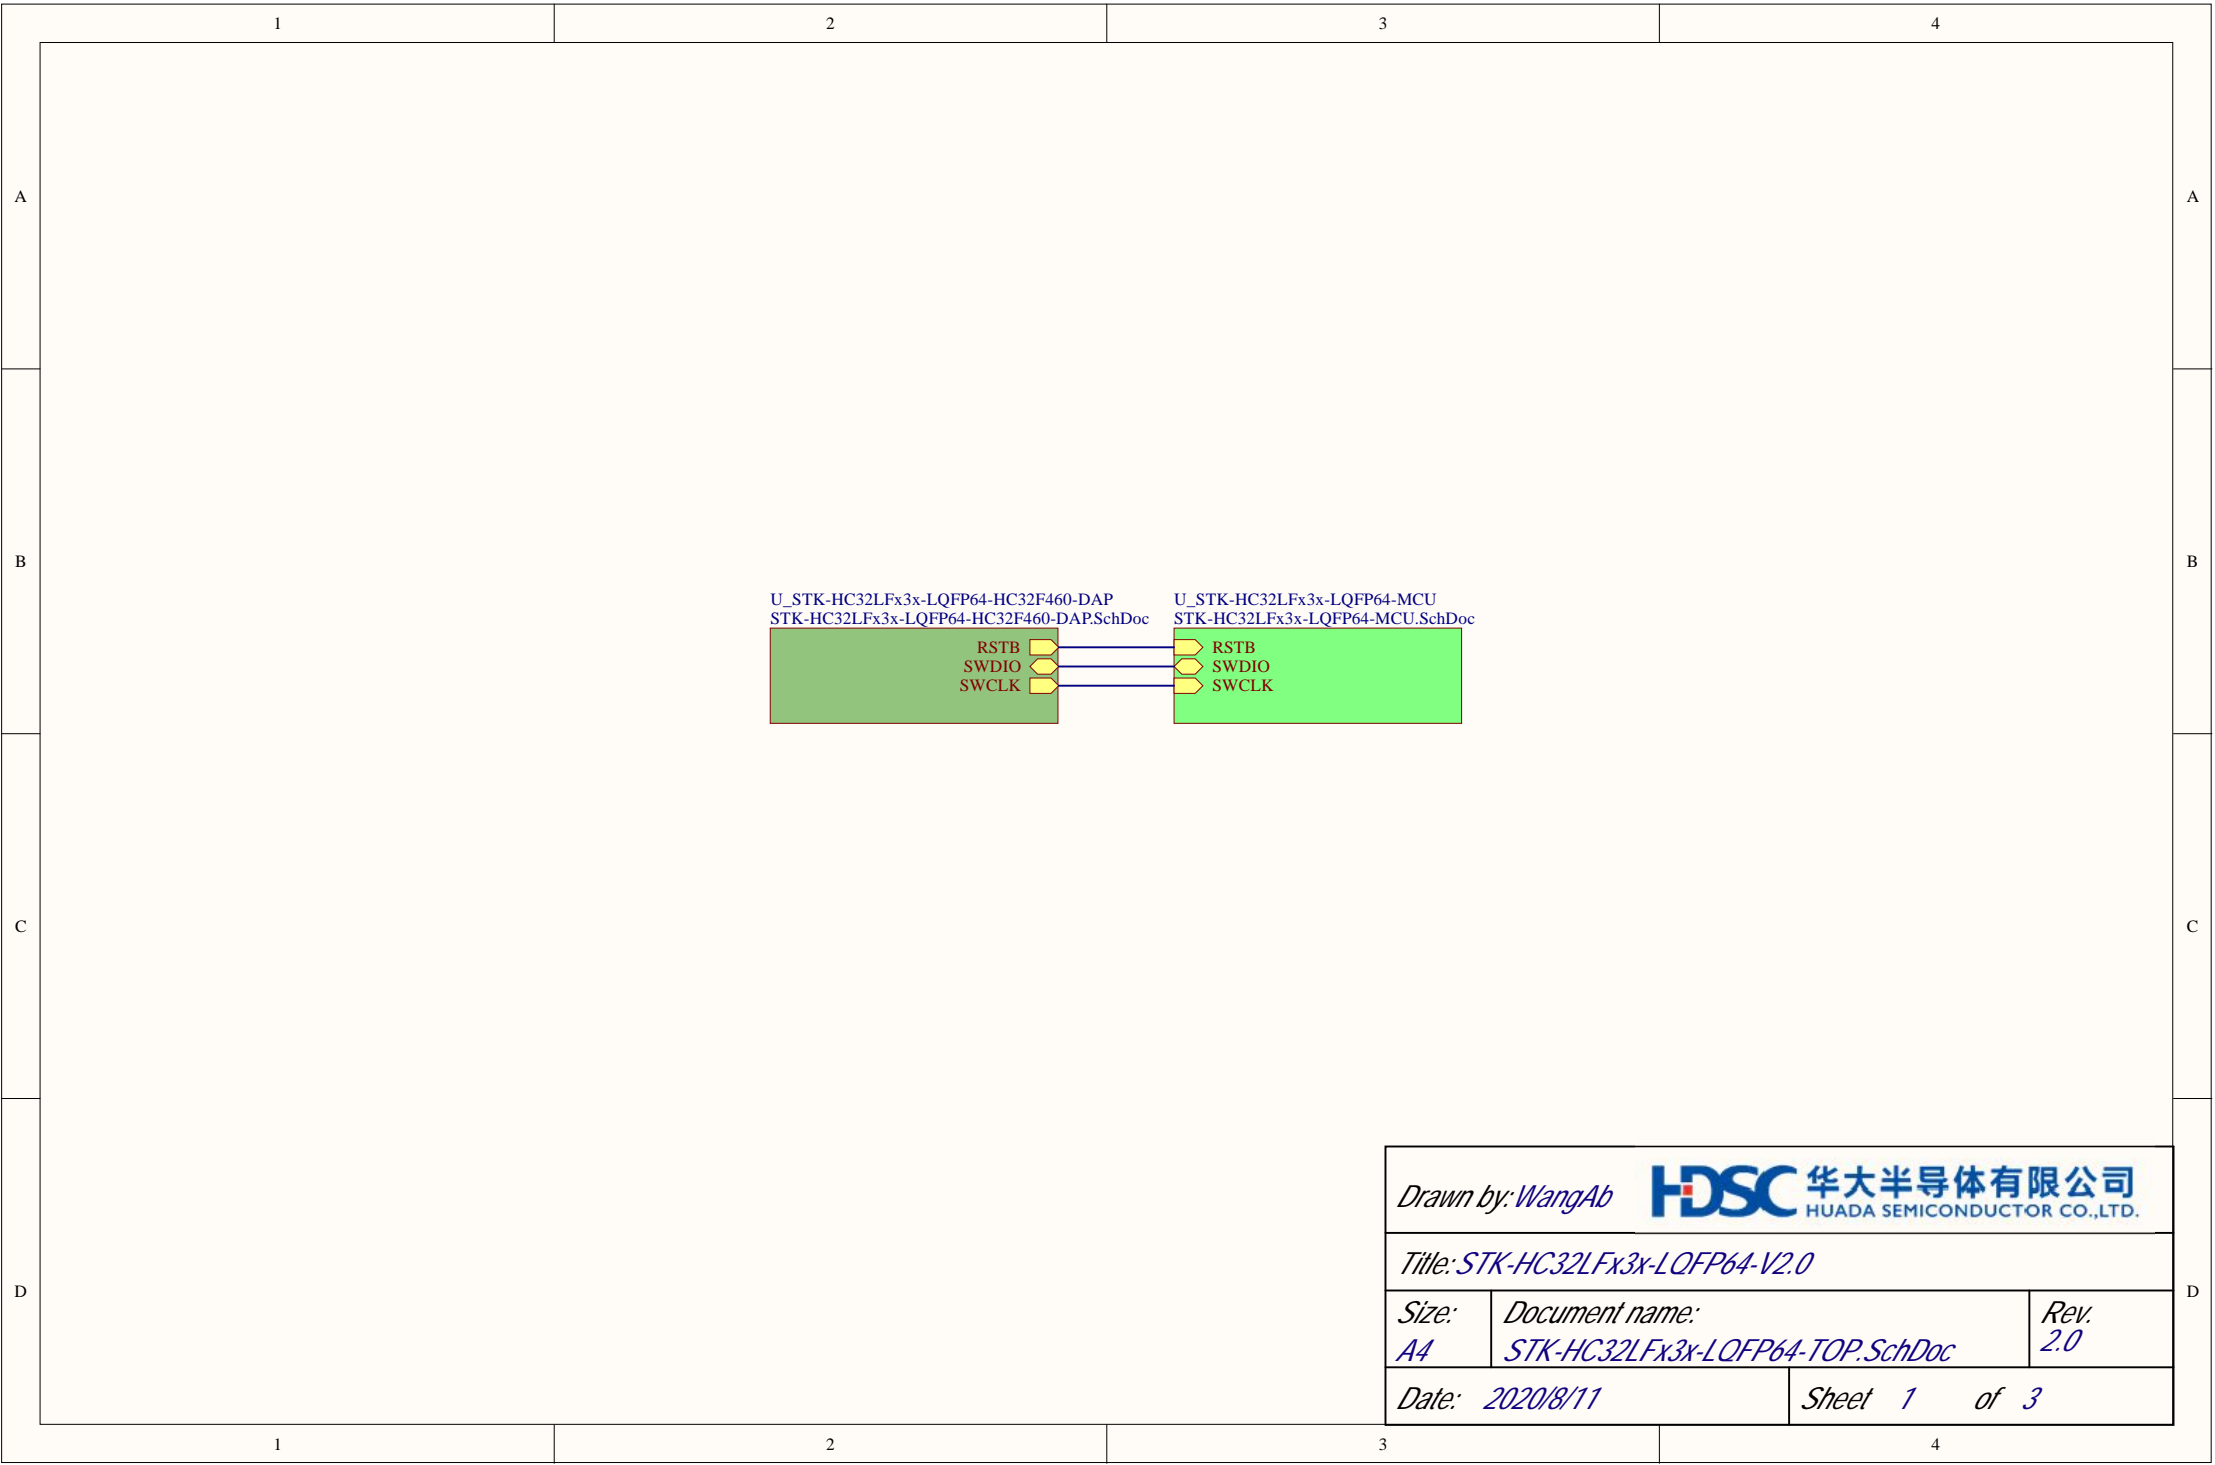 1 2 3 4
A A
B B
U_STK-HC32LFx3x-LQFP64-HC32F460-DAP
STK-HC32LFx3x-LQFP64-HC32F460-DAP.SchDoc
RSTB
SWDIO
SWCLK
U_STK-HC32LFx3x-LQFP64-MCU
STK-HC32LFx3x-LQFP64-MCU.SchDoc
RSTB
SWDIO
SWCLK
C C
D D
Drawn by: WangAb
HDSC 华大半导体有限公司
HUADA SEMICONDUCTOR CO.,LTD.
Title: STK-HC32LFx3x-LQFP64-V2.0
Size:
A4
Document name:
STK-HC32LFx3x-LQFP64-TOP.SchDoc
Rev.
2.0
Date: 2020/8/11
Sheet 1 of 3
1 2 3 4